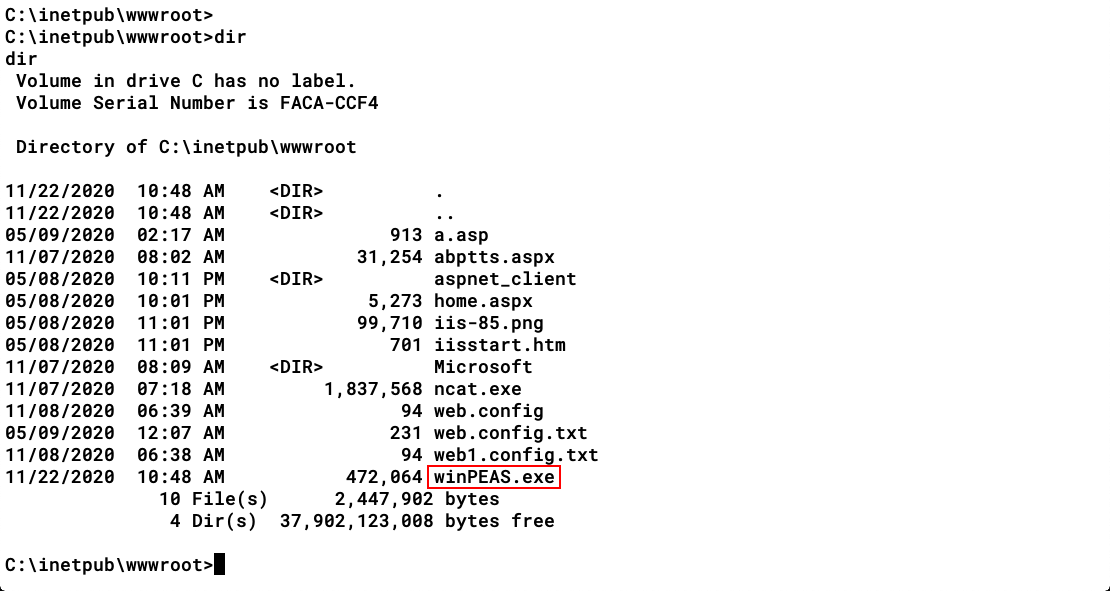 C:\inetpub\wwwroot>
C:\inetpub\wwwroot>dir
dir
 Volume in drive C has no label.
 Volume Serial Number is FACA-CCF4

 Directory of C:\inetpub\wwwroot

11/22/2020  10:48 AM    <DIR>          .
11/22/2020  10:48 AM    <DIR>          ..
05/09/2020  02:17 AM               913 a.asp
11/07/2020  08:02 AM            31,254 abptts.aspx
05/08/2020  10:11 PM    <DIR>          aspnet_client
05/08/2020  10:01 PM             5,273 home.aspx
05/08/2020  11:01 PM            99,710 iis-85.png
05/08/2020  11:01 PM               701 iisstart.htm
11/07/2020  08:09 AM    <DIR>          Microsoft
11/07/2020  07:18 AM         1,837,568 ncat.exe
11/08/2020  06:39 AM                94 web.config
05/09/2020  12:07 AM               231 web.config.txt
11/08/2020  06:38 AM                94 web1.config.txt
11/22/2020  10:48 AM           472,064 winPEAS.exe
              10 File(s)      2,447,902 bytes
               4 Dir(s)  37,902,123,008 bytes free

C:\inetpub\wwwroot>